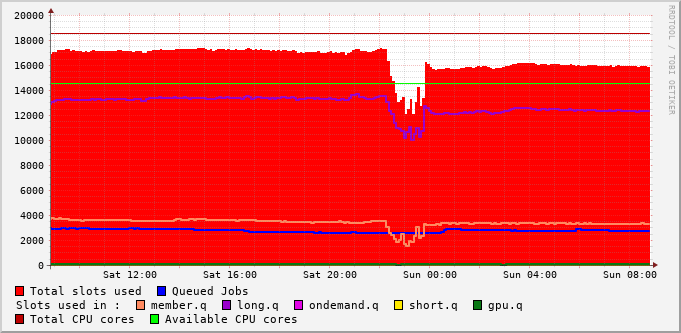 20000
18000
16000
14000
12000
10000
8000
6000
4000
2000
0
Sat 12:00 Sat 16:00 Sat 20:00 Sun 00:00 Sun 04:00 Sun 08:00
Total slots used Queued Jobs
Slots used in : member.q long.q ondemand.q short.q gpu.q
Total CPU cores Available CPU cores
RRDTOOL / TOBI OETIKER